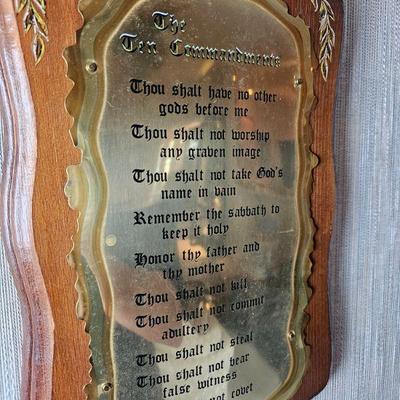 The
Ten Commandments
Thou shalt have no other
gods before me
Thou shalt not worship
any graven image
Thou shalt not take God's
name in vain
Remember the sabbath to
keep it holy
Honor thy father and
thy mother
Thou shalt not kill
Thou shalt not commit
adultery
Thou shalt not steal
Thou shalt not bear
false witness
not covet